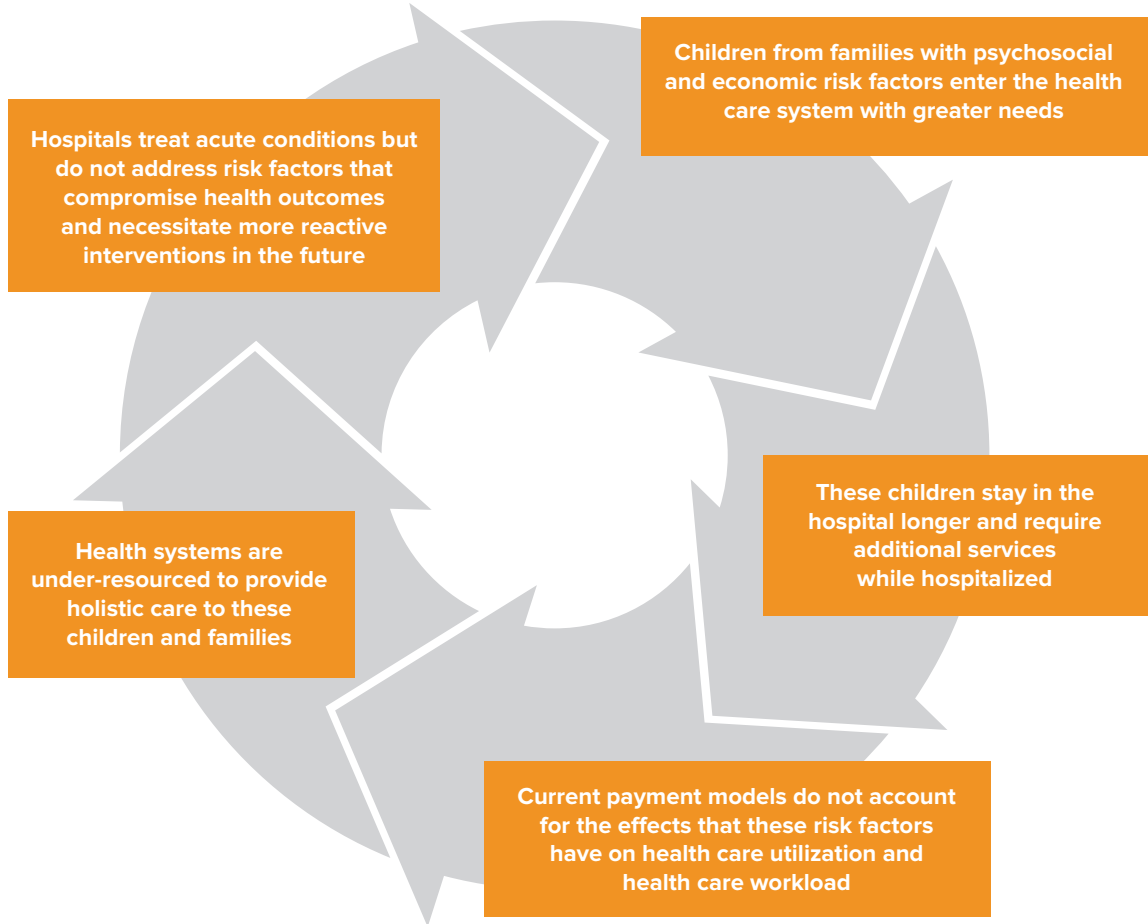 Children from families with psychosocial
and economic risk factors enter the health
care system with greater needs
These children stay in the
hospital longer and require
additional services
while hospitalized
Current payment models do not account
for the effects that these risk factors
have on health care utilization and
health care workload
Health systems are
under-resourced to provide
holistic care to these
children and families
Hospitals treat acute conditions but
do not address risk factors that
compromise health outcomes
and necessitate more reactive
interventions in the future